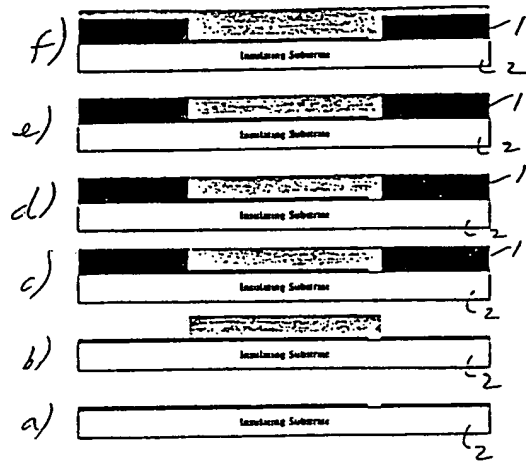 f) 1
Insulating Substrate 2
e) 1
Insulating Substrate 2
d) 1
Insulating Substrate 2
c) 1
Insulating Substrate 2
b)
Insulating Substrate 2
a)
Insulating Substrate 2